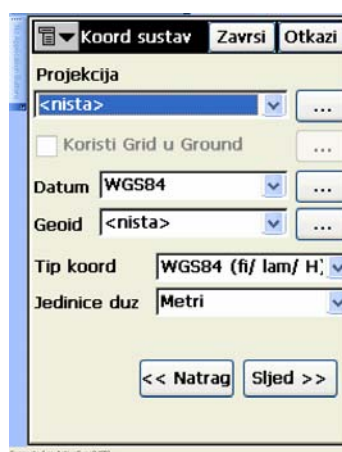 Koord sustav Zavrsi Otkazi
Projekcija
<nista>
...
Koristi Grid u Ground ...
Datum WGS84 ...
Geoid <nista> ...
Tip koord WGS84 (fi/ lam/ H)
Jedinice duz Metri
<< Natrag Sljed >>